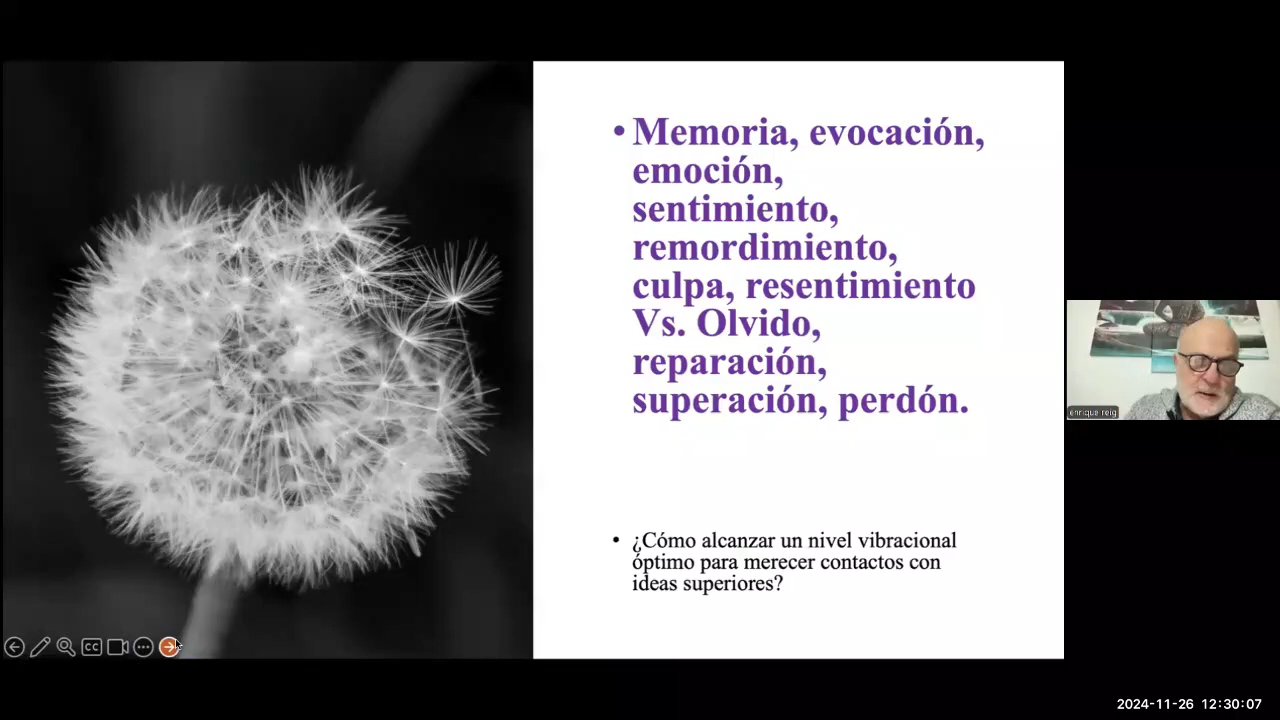 • Memoria, evocación,
emoción,
sentimiento,
remordimiento,
culpa, resentimiento
Vs. Olvido,
reparación,
superación, perdón.
• ¿Cómo alcanzar un nivel vibracional
óptimo para merecer contactos con
ideas superiores?
enrique reig
CC
2024-11-26 12:30:07